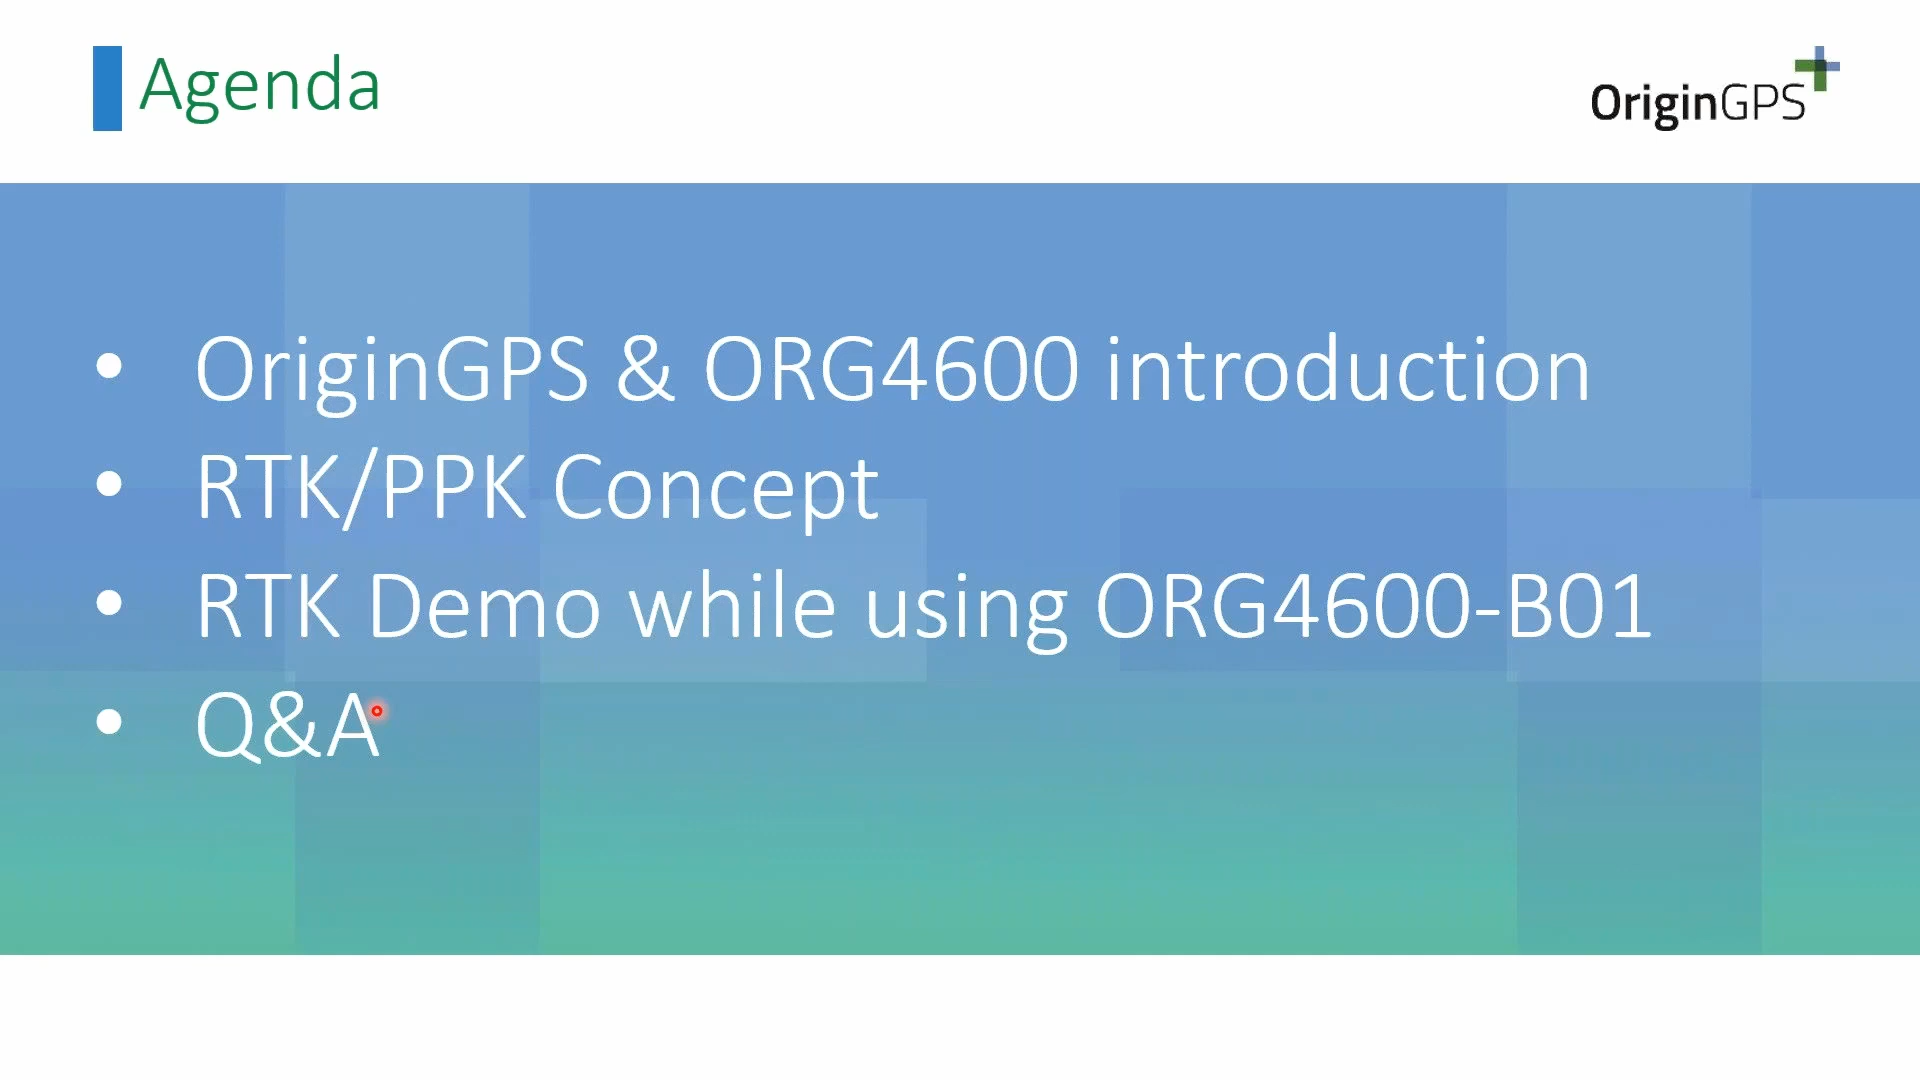 Agenda
OriginGPS
• OriginGPS & ORG4600 introduction
• RTK/PPK Concept
• RTK Demo while using ORG4600-B01
• Q&A